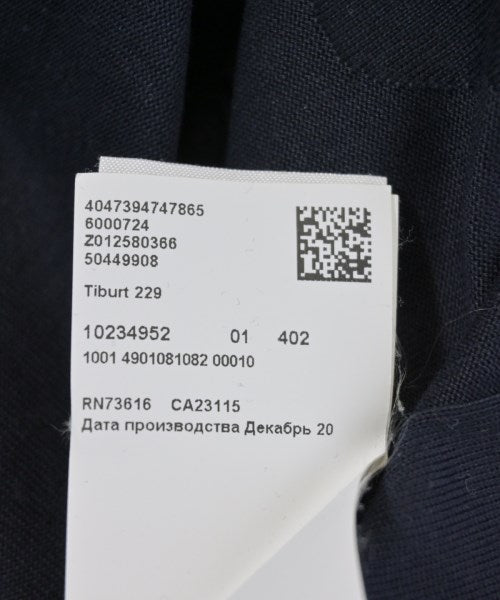 4047394747865
6000724
Z012580366
50449908
Tiburt 229
10234952 01 402
1001 4901081082 00010
RN73616 CA23115
Дата производства Декабрь 20